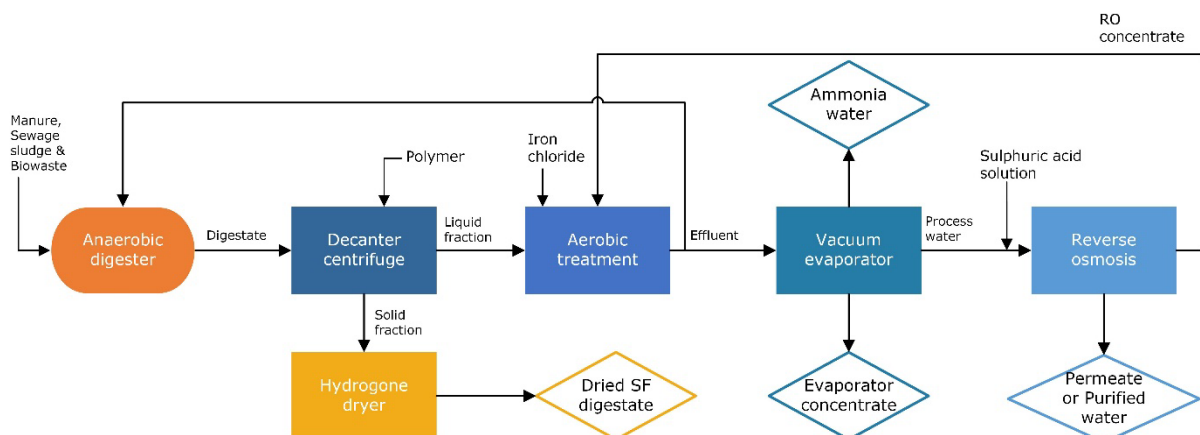 RO
concentrate
Ammonia
water
Manure,
Sewage
sludge &
Biowaste
Polymer
Iron
chloride
Sulphuric acid
solution
Anaerobic
digester
Digestate
Decanter
centrifuge
Liquid
fraction
Aerobic
treatment
Effluent
Vacuum
evaporator
Process
water
Reverse
osmosis
Solid
fraction
Hydrogone
dryer
Dried SF
digestate
Evaporator
concentrate
Permeate
or Purified
water